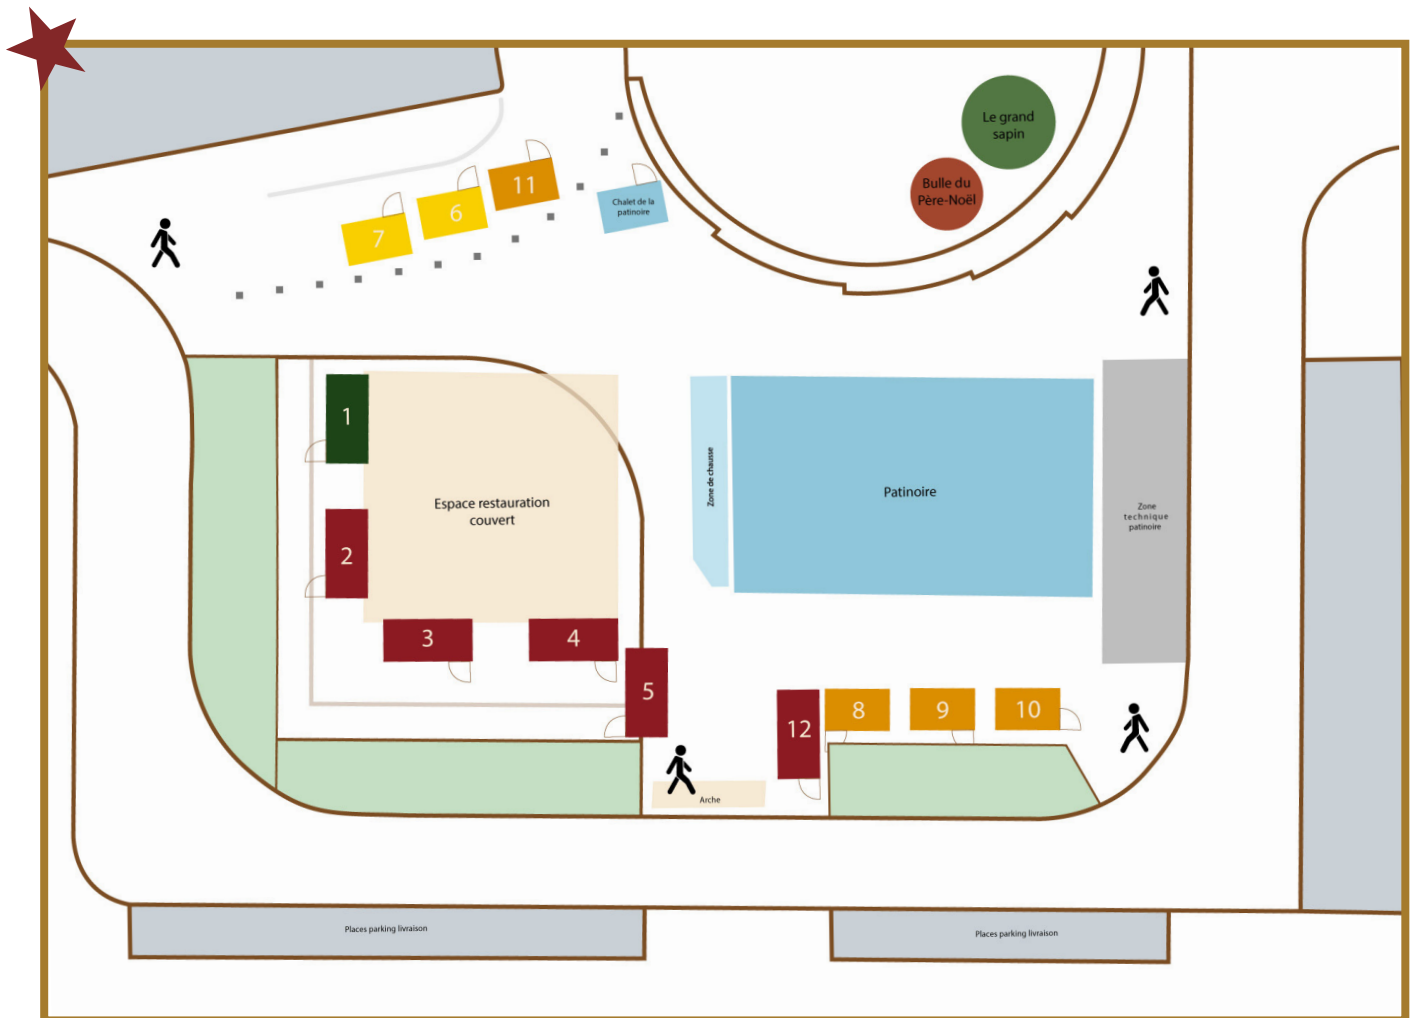 Le grand
sapin
Bulle du
Père-Noël
11
6
7
Chalet de la
patinoire
1
2
3
4
5
Espace restauration
couvert
Zone de chausse
Patinoire
Zone
technique
patinoire
12
8
9
10
Arche
Places parking livraison
Places parking livraison